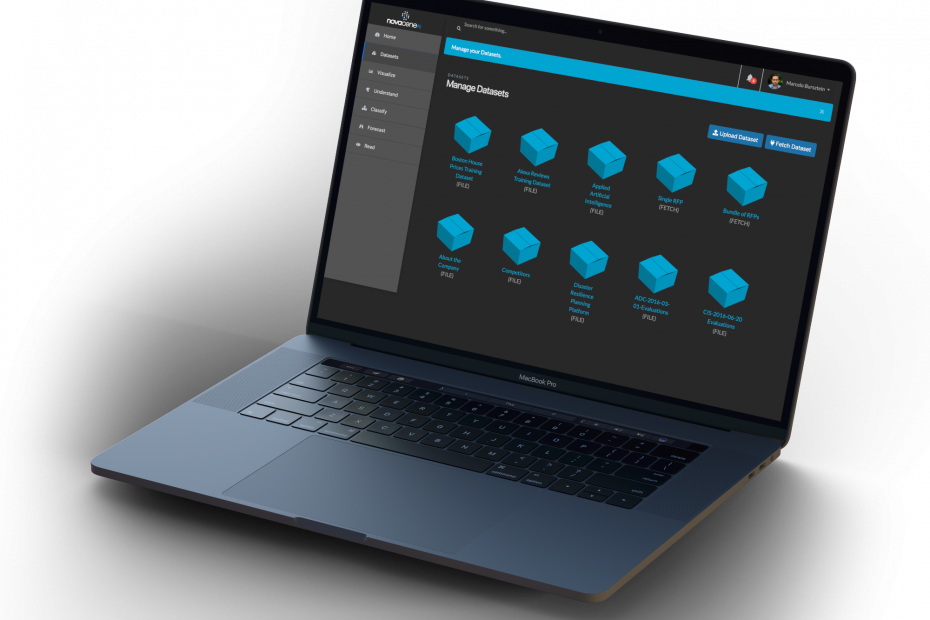 novacene
Search for something...
Manage your Datasets.
Marcelo Bursztein
Home
Datasets
Visualize
Understand
Classify
Forecast
Read
DATASETS
Manage Datasets
Upload Dataset
Fetch Dataset
Boston House
Prices Training
Dataset
(FILE)
Alexa Reviews
Training Dataset
(FILE)
Applied
Artificial
Intelligence
(FILE)
Single RFP
(FETCH)
Bundle of RFPs
(FETCH)
About the
Company
(FILE)
Competitors
(FILE)
Disaster
Resilience
Planning
Platform
(FILE)
ADC-2016-03-
01-Evaluations
(FILE)
CIS-2016-06-20
Evaluations
(FILE)
MacBook Pro